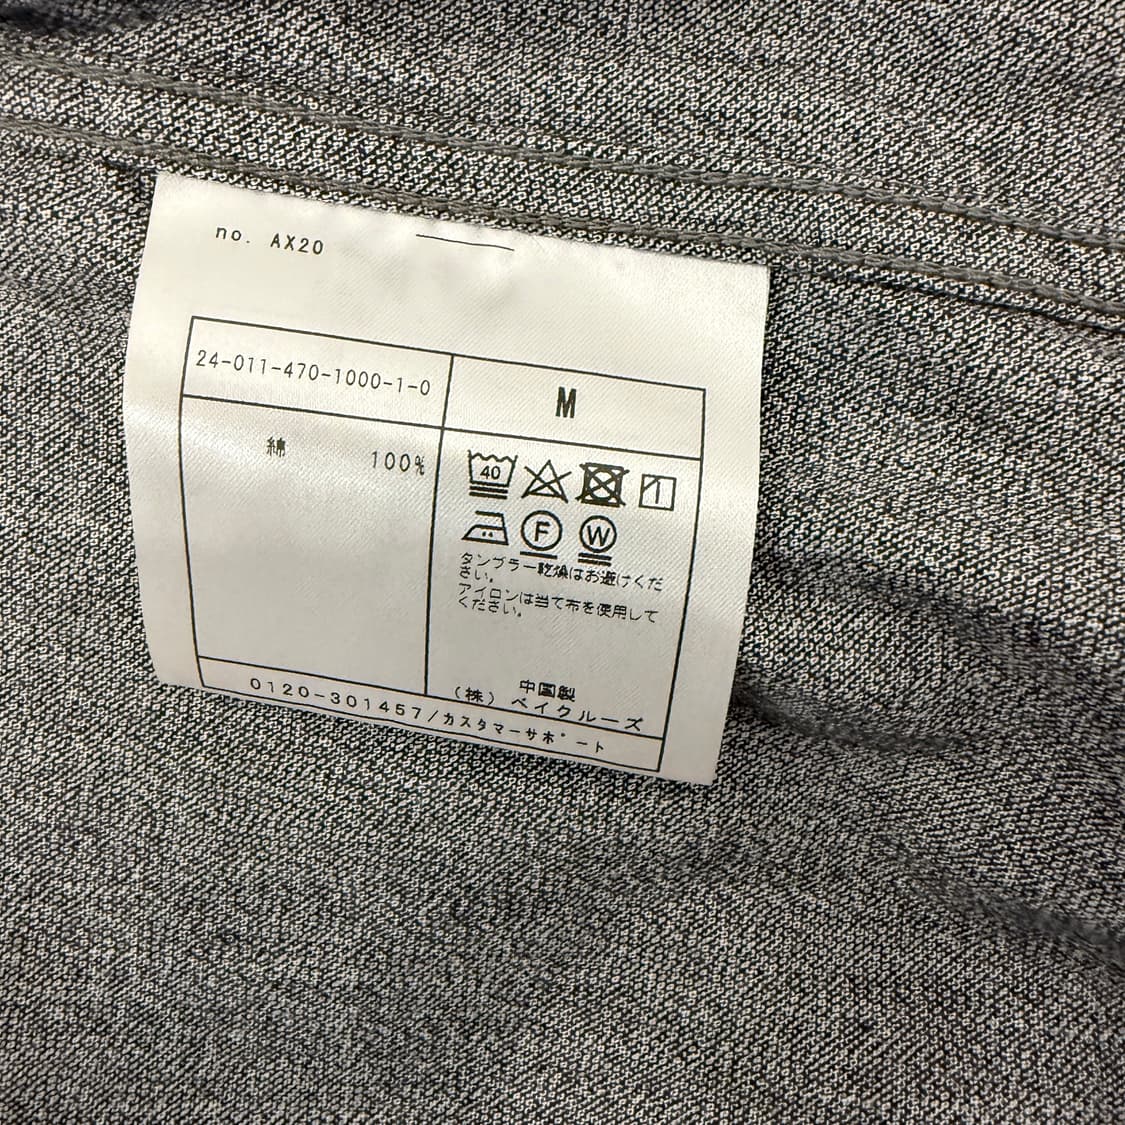 no. AX20
24-011-470-1000-1-0
M
綿 100%
40
F W
タンブラー乾燥はお避けくだ
さい。
アイロンは当て布を使用して
ください。
中国製
(株) ベイクルーズ
0120-301457/カスタマーサポート